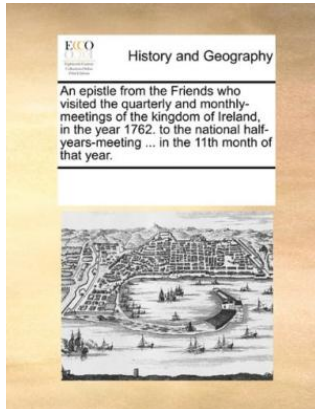 ECCO
History and Geography
An epistle from the Friends who
visited the quarterly and monthly-
meetings of the kingdom of Ireland,
in the year 1762. to the national half-
years-meeting ... in the 11th month of
that year.